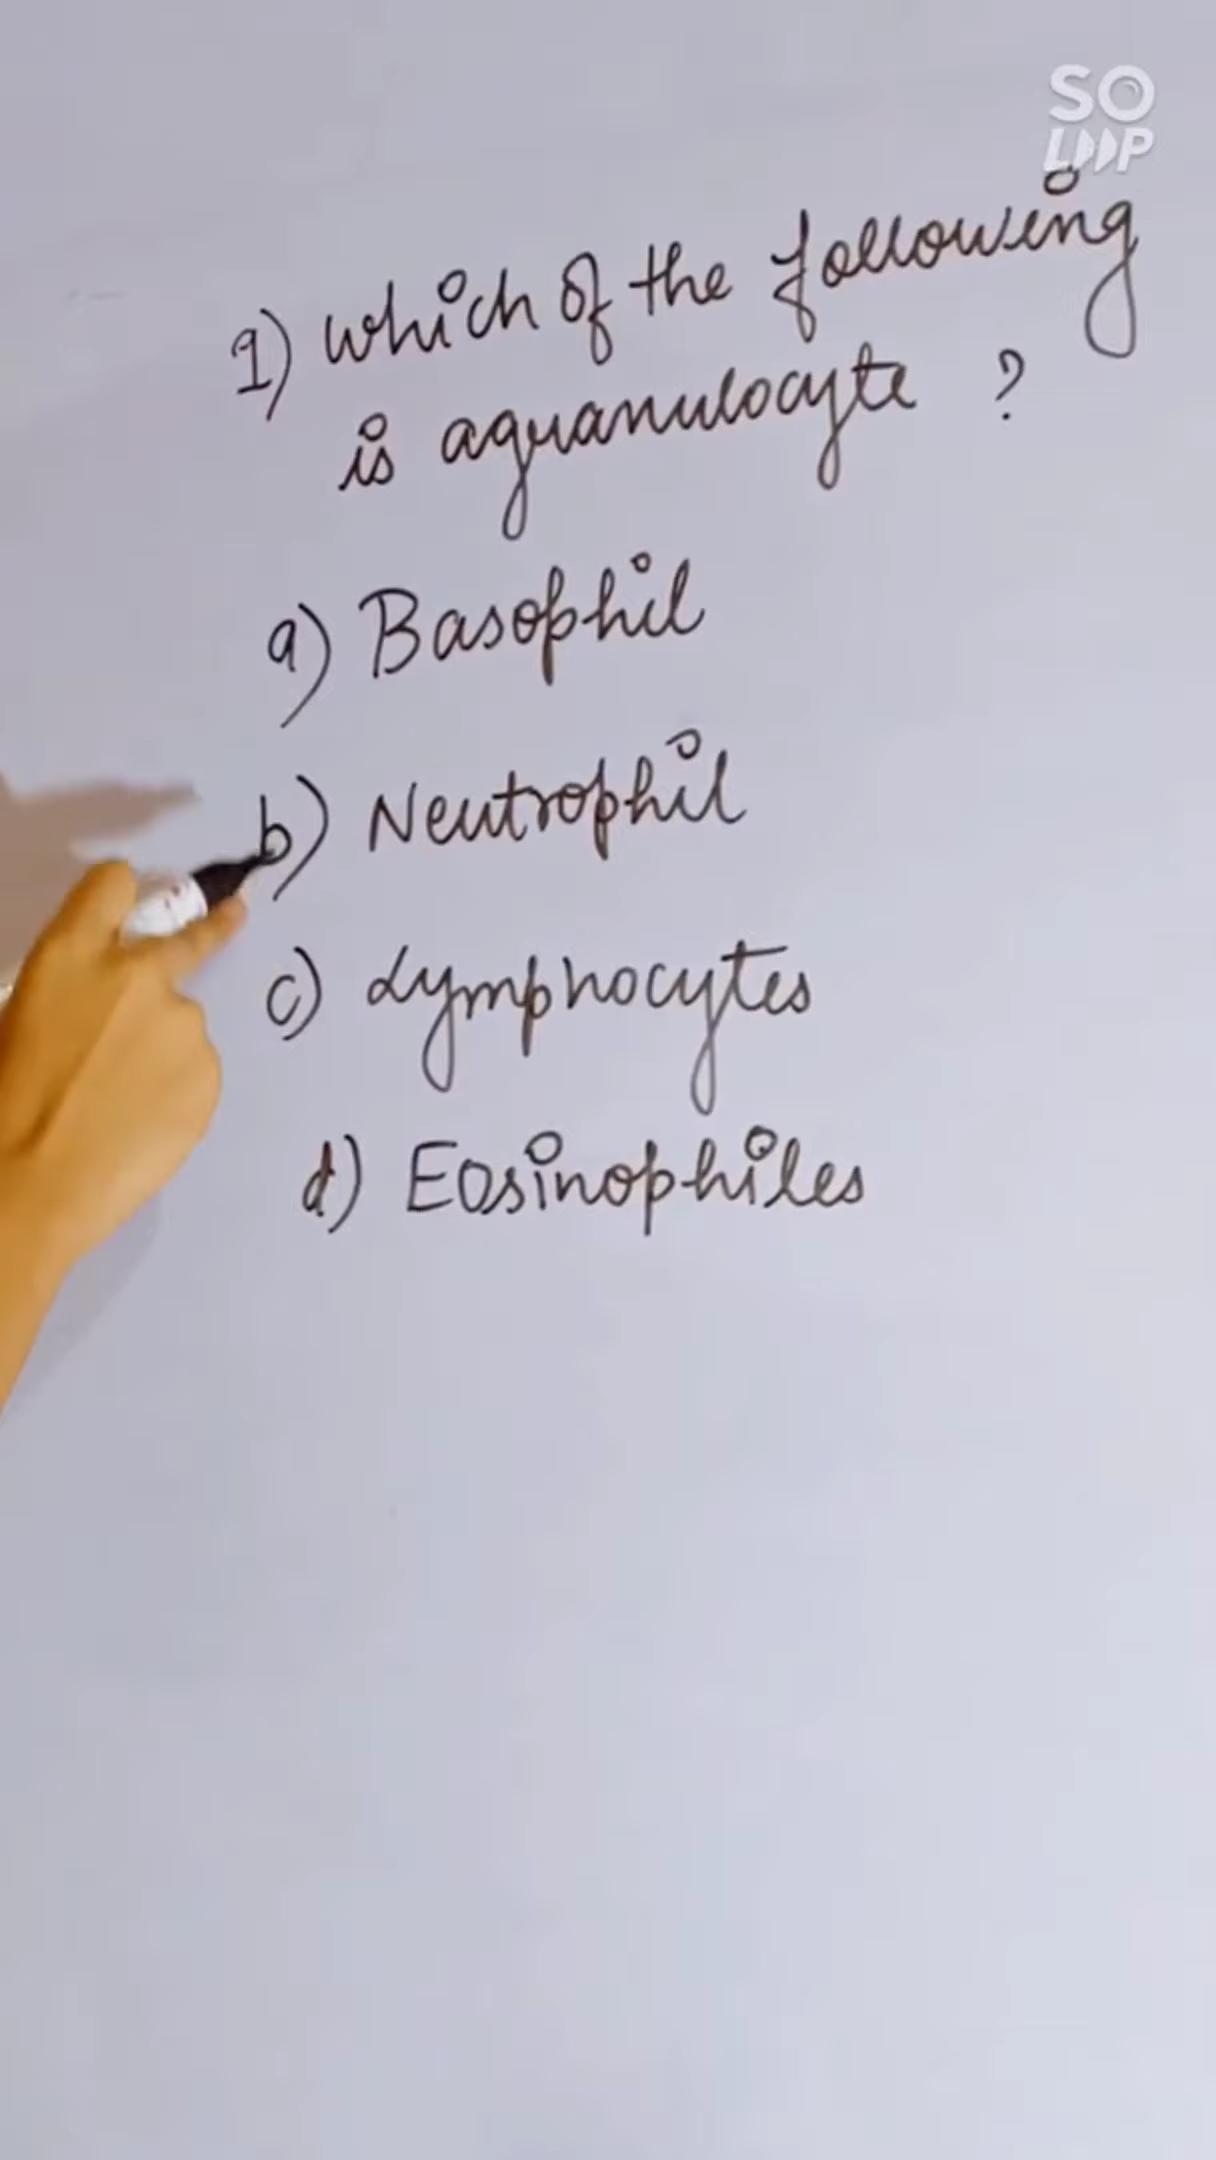 SO
LOOP
1) which of the following
is agranulocyte ?
a) Basophil
b) Neutrophil
c) Lymphocytes
d) Eosinophiles